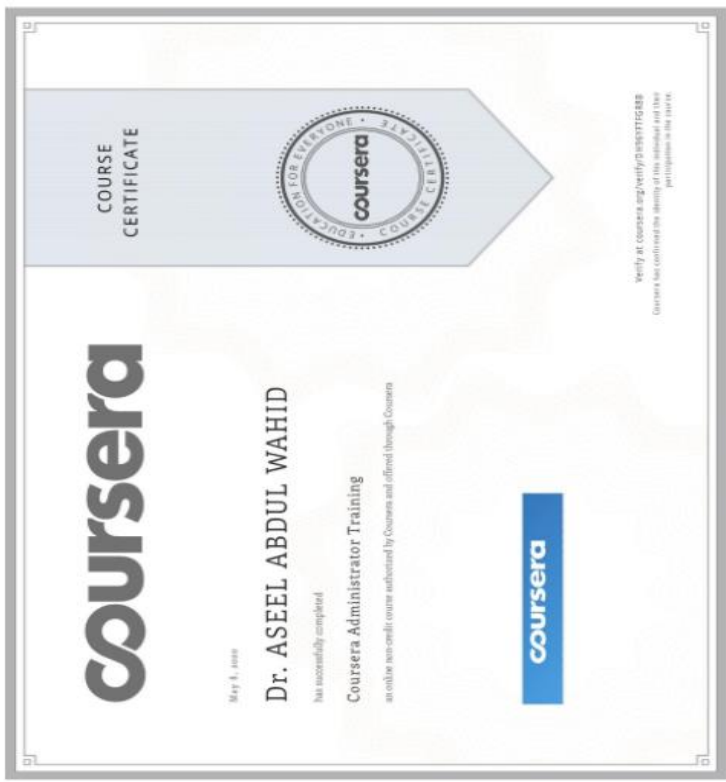 coursera
May 8, 2020
Dr. ASEEL ABDUL WAHID
has successfully completed
Coursera Administrator Training
an online non-credit course authorized by Coursera and offered through Coursera
coursera
COURSE
CERTIFICATE
EDUCATION FOR EVERYONE
coursera
COURSE CERTIFICATE
Verify at coursera.org/verify/
Coursera has confirmed the identity of this individual and their
participation in the course.